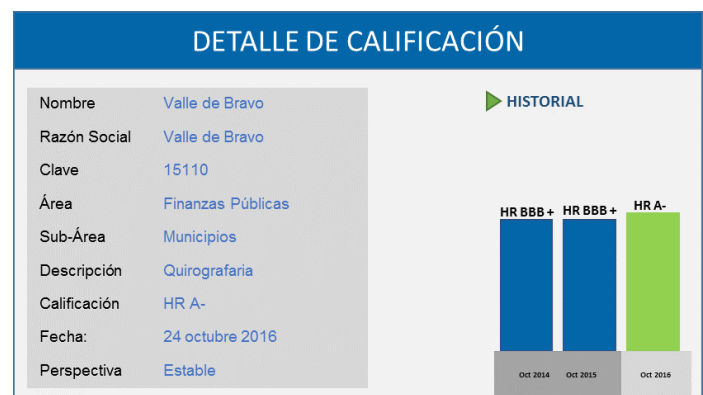 DETALLE DE CALIFICACIÓN
Nombre Valle de Bravo
Razón Social Valle de Bravo
Clave 15110
Área Finanzas Públicas
Sub-Área Municipios
Descripción Quirografaria
Calificación HR A-
Fecha: 24 octubre 2016
Perspectiva Estable
HISTORIAL
HR BBB + HR BBB + HR A-
Oct 2014 Oct 2015 Oct 2016